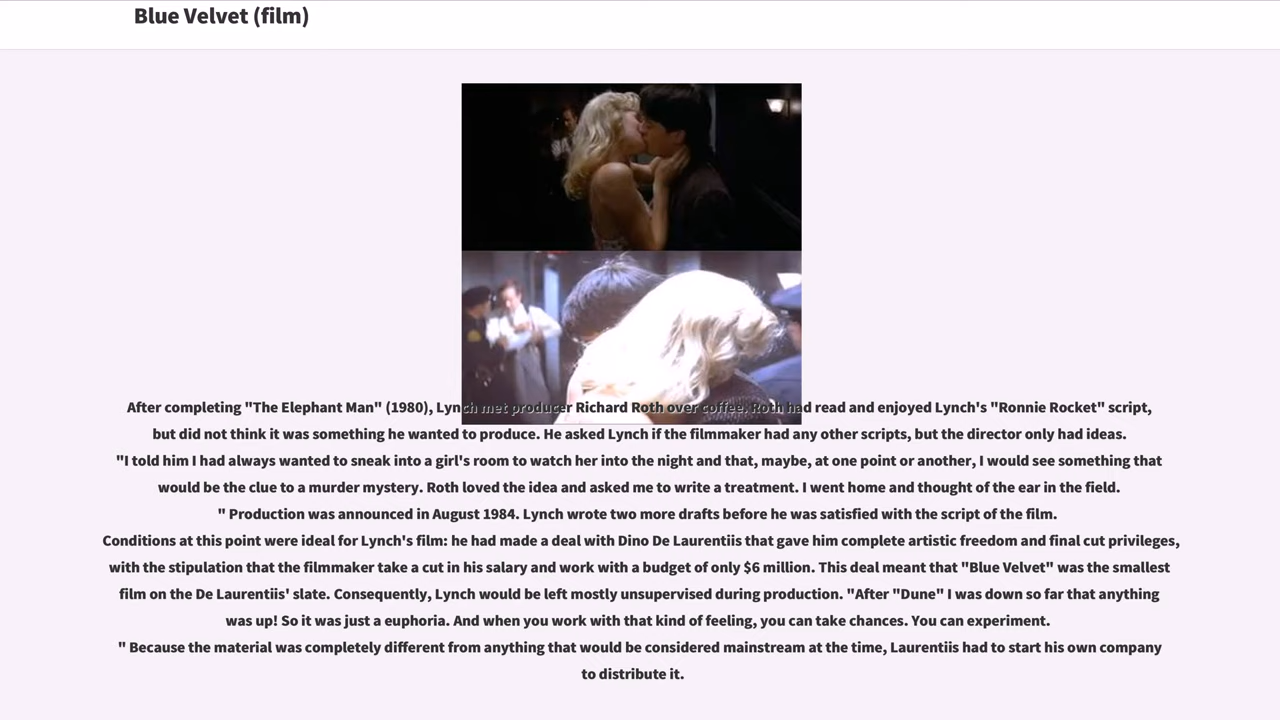 Blue Velvet (film)
After completing "The Elephant Man" (1980), Lynch met producer Richard Roth over coffee. Roth had read and enjoyed Lynch's "Ronnie Rocket" script,
but did not think it was something he wanted to produce. He asked Lynch if the filmmaker had any other scripts, but the director only had ideas.
"I told him I had always wanted to sneak into a girl's room to watch her into the night and that, maybe, at one point or another, I would see something that
would be the clue to a murder mystery. Roth loved the idea and asked me to write a treatment. I went home and thought of the ear in the field.
" Production was announced in August 1984. Lynch wrote two more drafts before he was satisfied with the script of the film.
Conditions at this point were ideal for Lynch's film: he had made a deal with Dino De Laurentiis that gave him complete artistic freedom and final cut privileges,
with the stipulation that the filmmaker take a cut in his salary and work with a budget of only $6 million. This deal meant that "Blue Velvet" was the smallest
film on the De Laurentiis' slate. Consequently, Lynch would be left mostly unsupervised during production. "After "Dune" I was down so far that anything
was up! So it was just a euphoria. And when you work with that kind of feeling, you can take chances. You can experiment.
" Because the material was completely different from anything that would be considered mainstream at the time, Laurentiis had to start his own company
to distribute it.